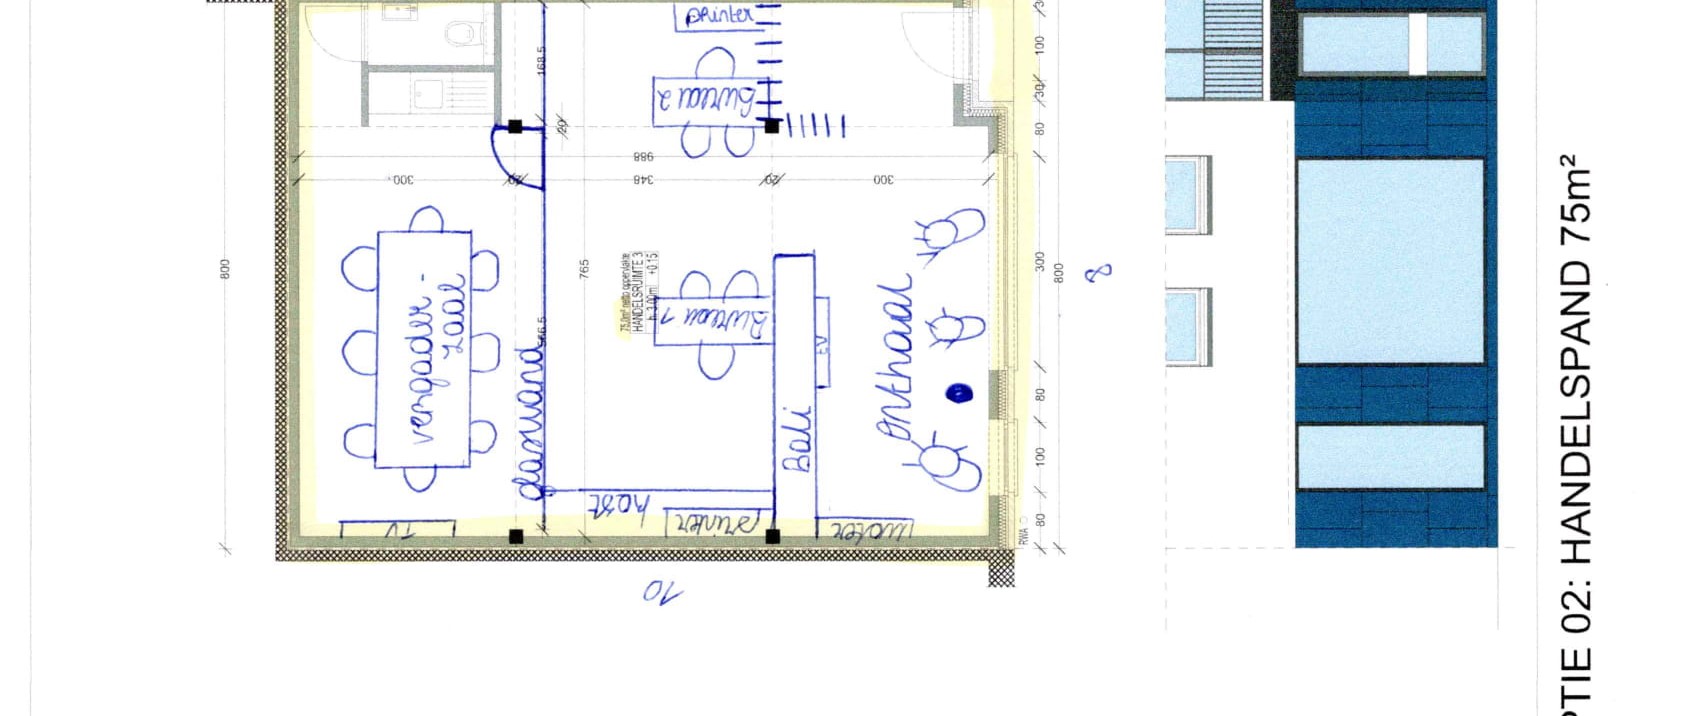 printer
Bureau 2
168.5
20
988
300
20
348
20
300
800
765
566.5
75.0m² netto oppervlakte
HANDELSRUIMTE 3
h: 3.00m +0.15
vergader-
zaal
glaswand
Bureau 1
Bali
EV
onthaal
kast
printer
water
TV
RWA
10
100
30
80
300
80
100
80
800
8
PTIE 02: HANDELSPAND 75m²